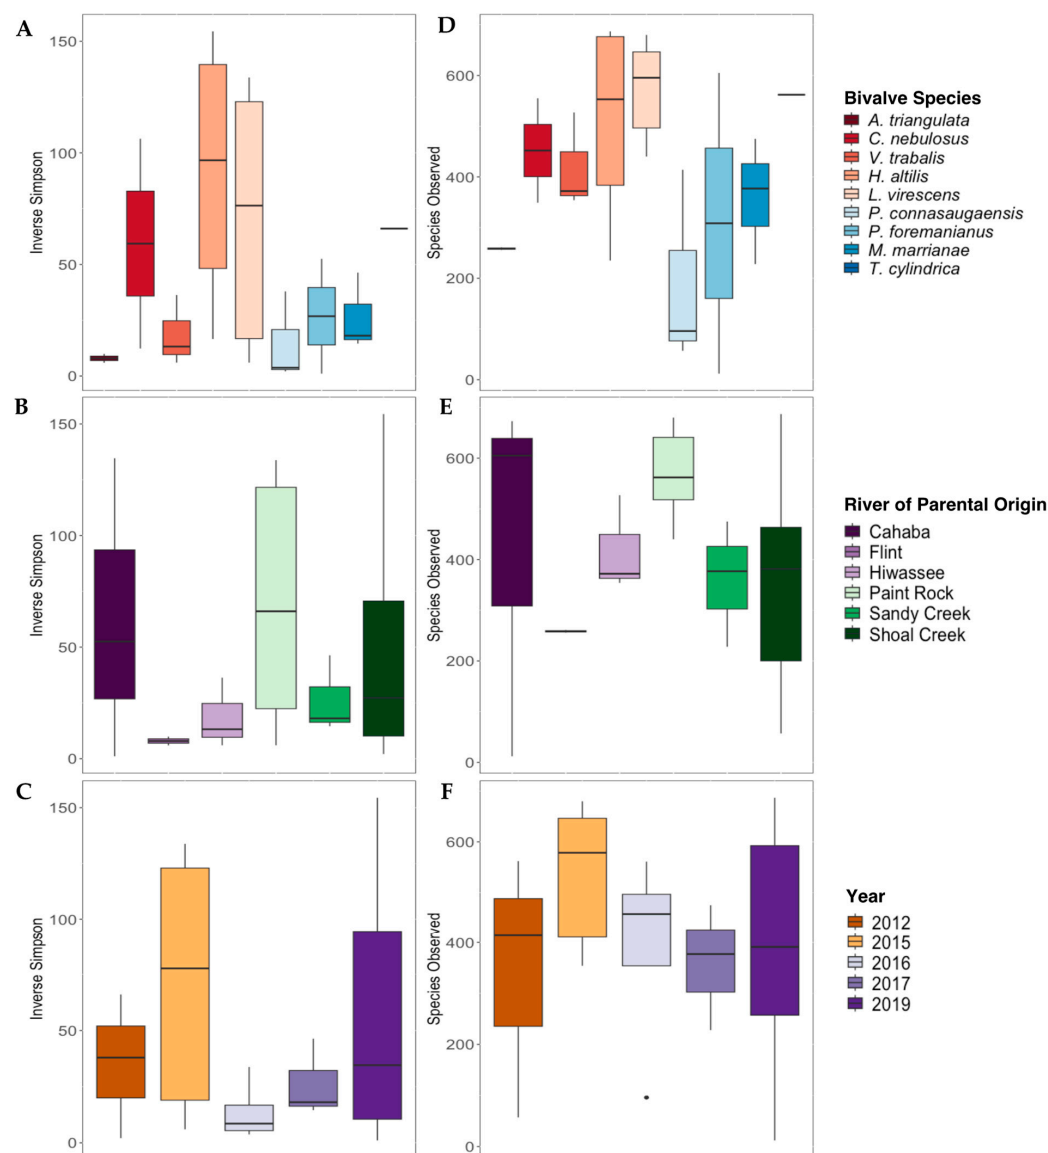 A
Inverse Simpson
150
100
50
0
D
Species Observed
600
400
200
0
Bivalve Species
A. triangulata
C. nebulosus
V. trabalis
H. altilis
L. virescens
P. connasaugaensis
P. foremanianus
M. marrianae
T. cylindrica
B
Inverse Simpson
150
100
50
0
E
Species Observed
600
400
200
0
River of Parental Origin
Cahaba
Flint
Hiwassee
Paint Rock
Sandy Creek
Shoal Creek
C
Inverse Simpson
150
100
50
0
F
Species Observed
600
400
200
0
Year
2012
2015
2016
2017
2019